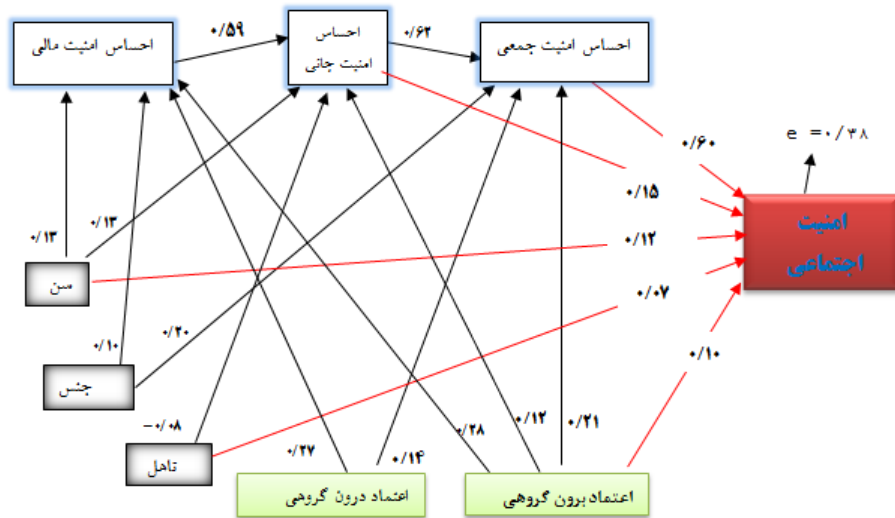 احساس امنیت مالی
۰/۵۹
احساس
امنیت جانی
۰/۶۲
احساس امنیت جمعی
۰/۶۰
e =۰/۳۸
۰/۱۵
امنیت
اجتماعی
۰/۱۲
۰/۰۷
۰/۱۰
۰/۱۳
۰/۱۳
سن
۰/۱۰
۰/۲۰
جنس
-۰/۰۸
تاهل
۰/۲۷
۰/۱۴
۰/۲۸
۰/۱۲
۰/۲۱
اعتماد درون گروهی
اعتماد برون گروهی